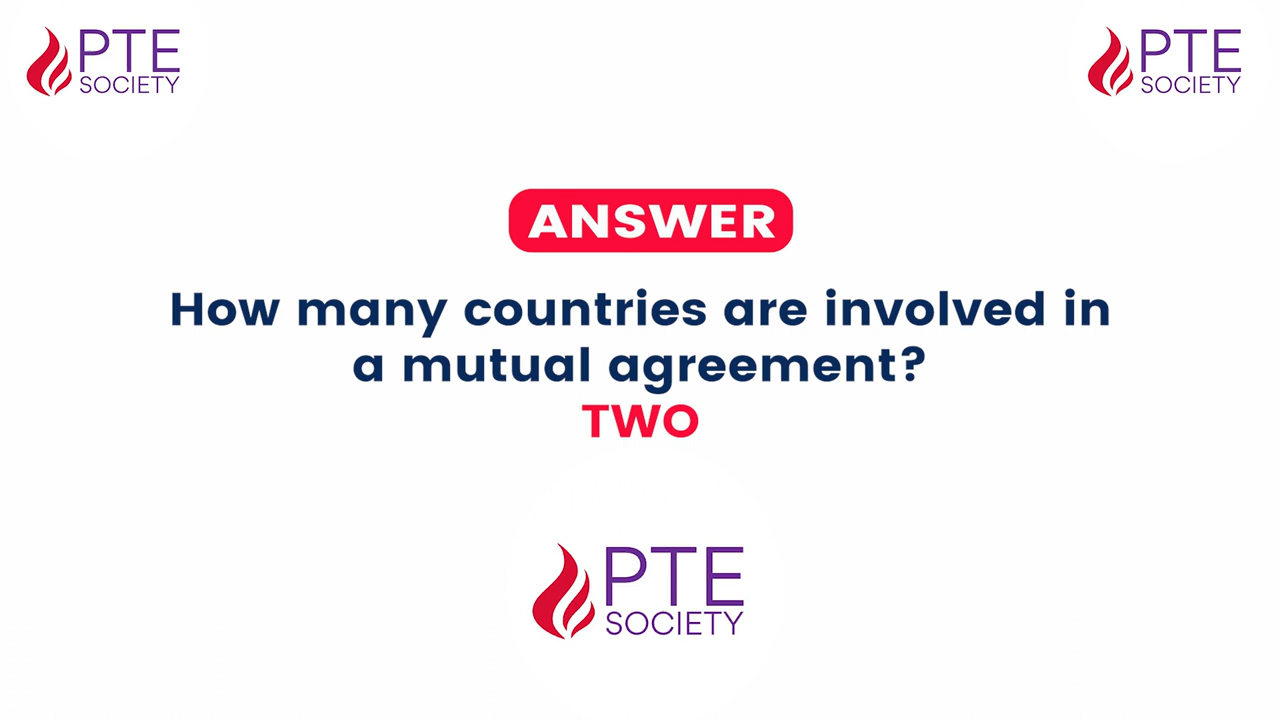 PTE
SOCIETY
PTE
SOCIETY
ANSWER
How many countries are involved in
a mutual agreement?
TWO
PTE
SOCIETY